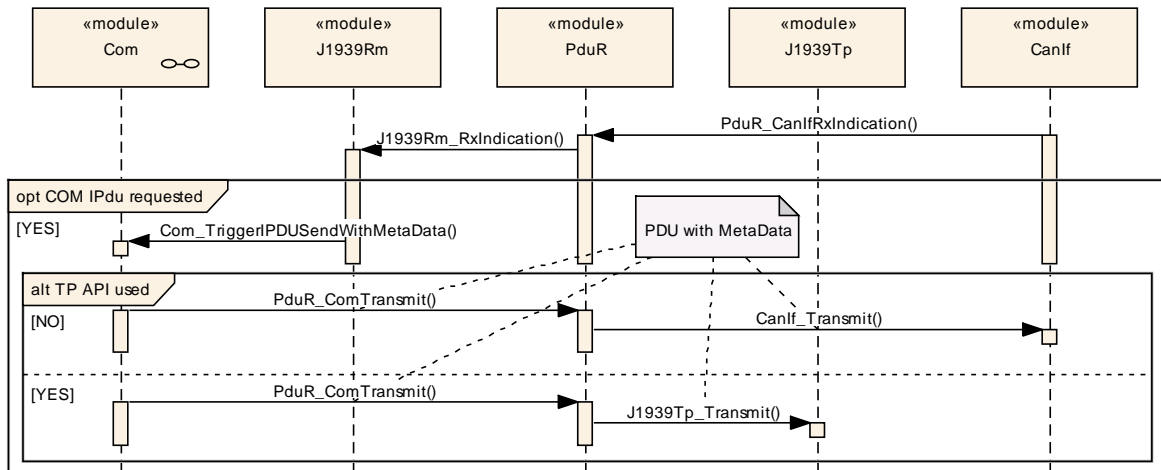 «module»
Com
«module»
J1939Rm
«module»
PduR
«module»
J1939Tp
«module»
CanIf
PduR_CanIfRxIndication()
J1939Rm_RxIndication()
opt COM IPdu requested
[YES]
Com_TriggerIPDUSendWithMetaData()
PDU with MetaData
alt TP API used
[NO]
PduR_ComTransmit()
CanIf_Transmit()
[YES]
PduR_ComTransmit()
J1939Tp_Transmit()